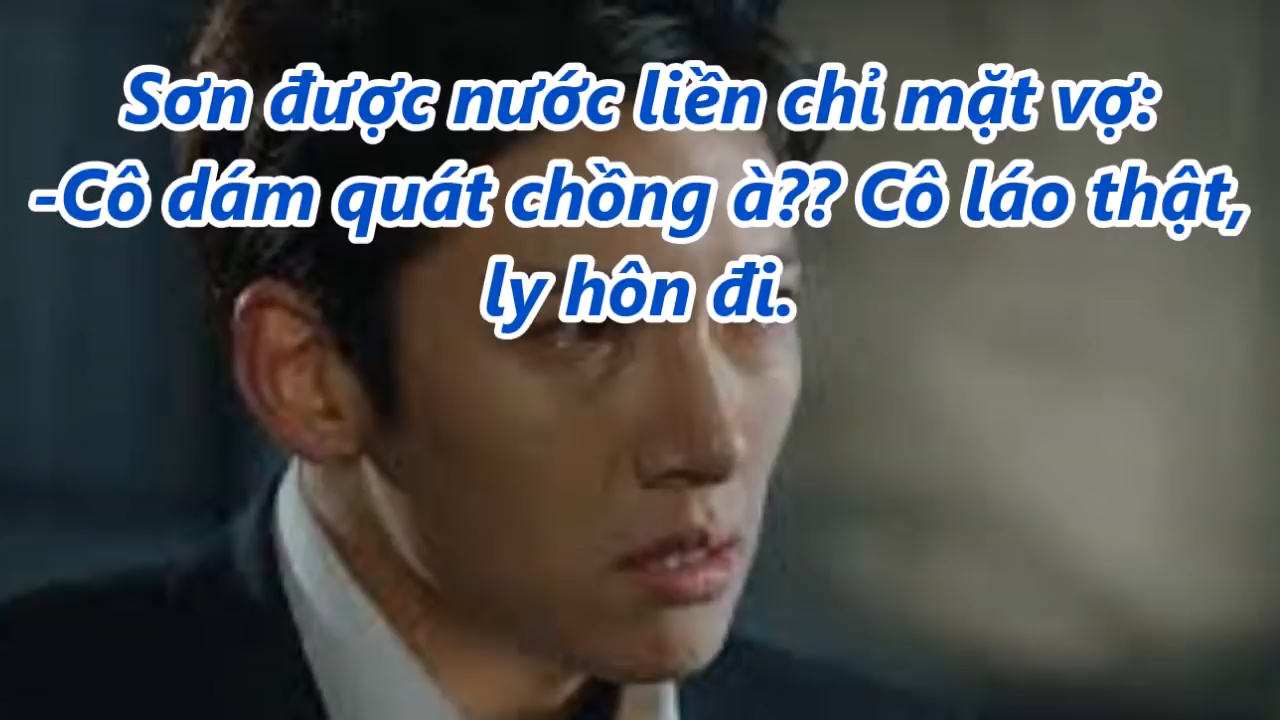 Sơn được nước liền chỉ mặt vợ:
-Cô dám quát chồng à?? Cô láo thật,
ly hôn đi.